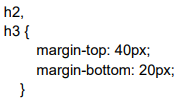 h2,
h3 {
margin-top: 40px;
margin-bottom: 20px;
}